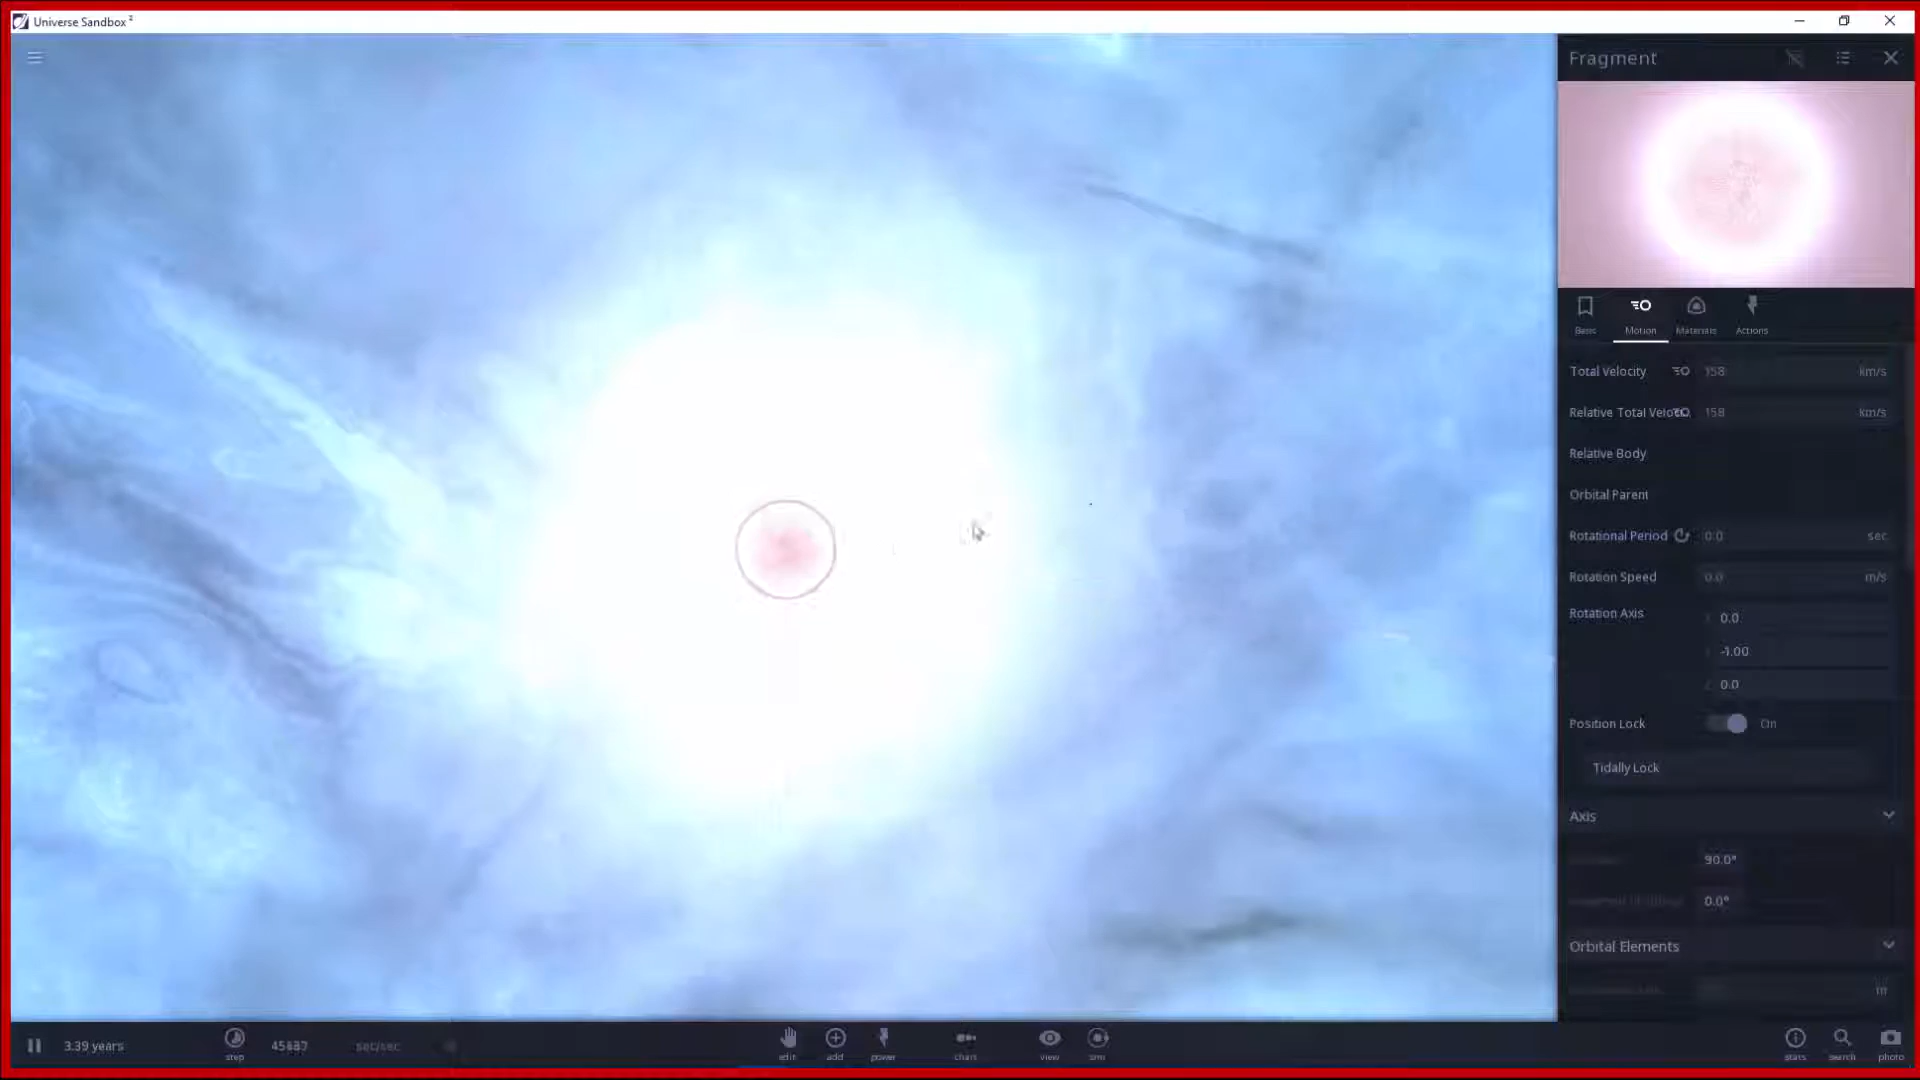 Universe Sandbox ²
Fragment
Basic Motion Materials Actions
Total Velocity 158 km/s
Relative Total Veloc 158 km/s
Relative Body
Orbital Parent
Rotational Period 0.0 sec
Rotation Speed 0.0 m/s
Rotation Axis 0.0
-1.00
0.0
Position Lock On
Tidally Lock
Axis
90.0°
0.0°
Orbital Elements
m
3.39 years step sec/sec edit add power chart view sim stats search photo